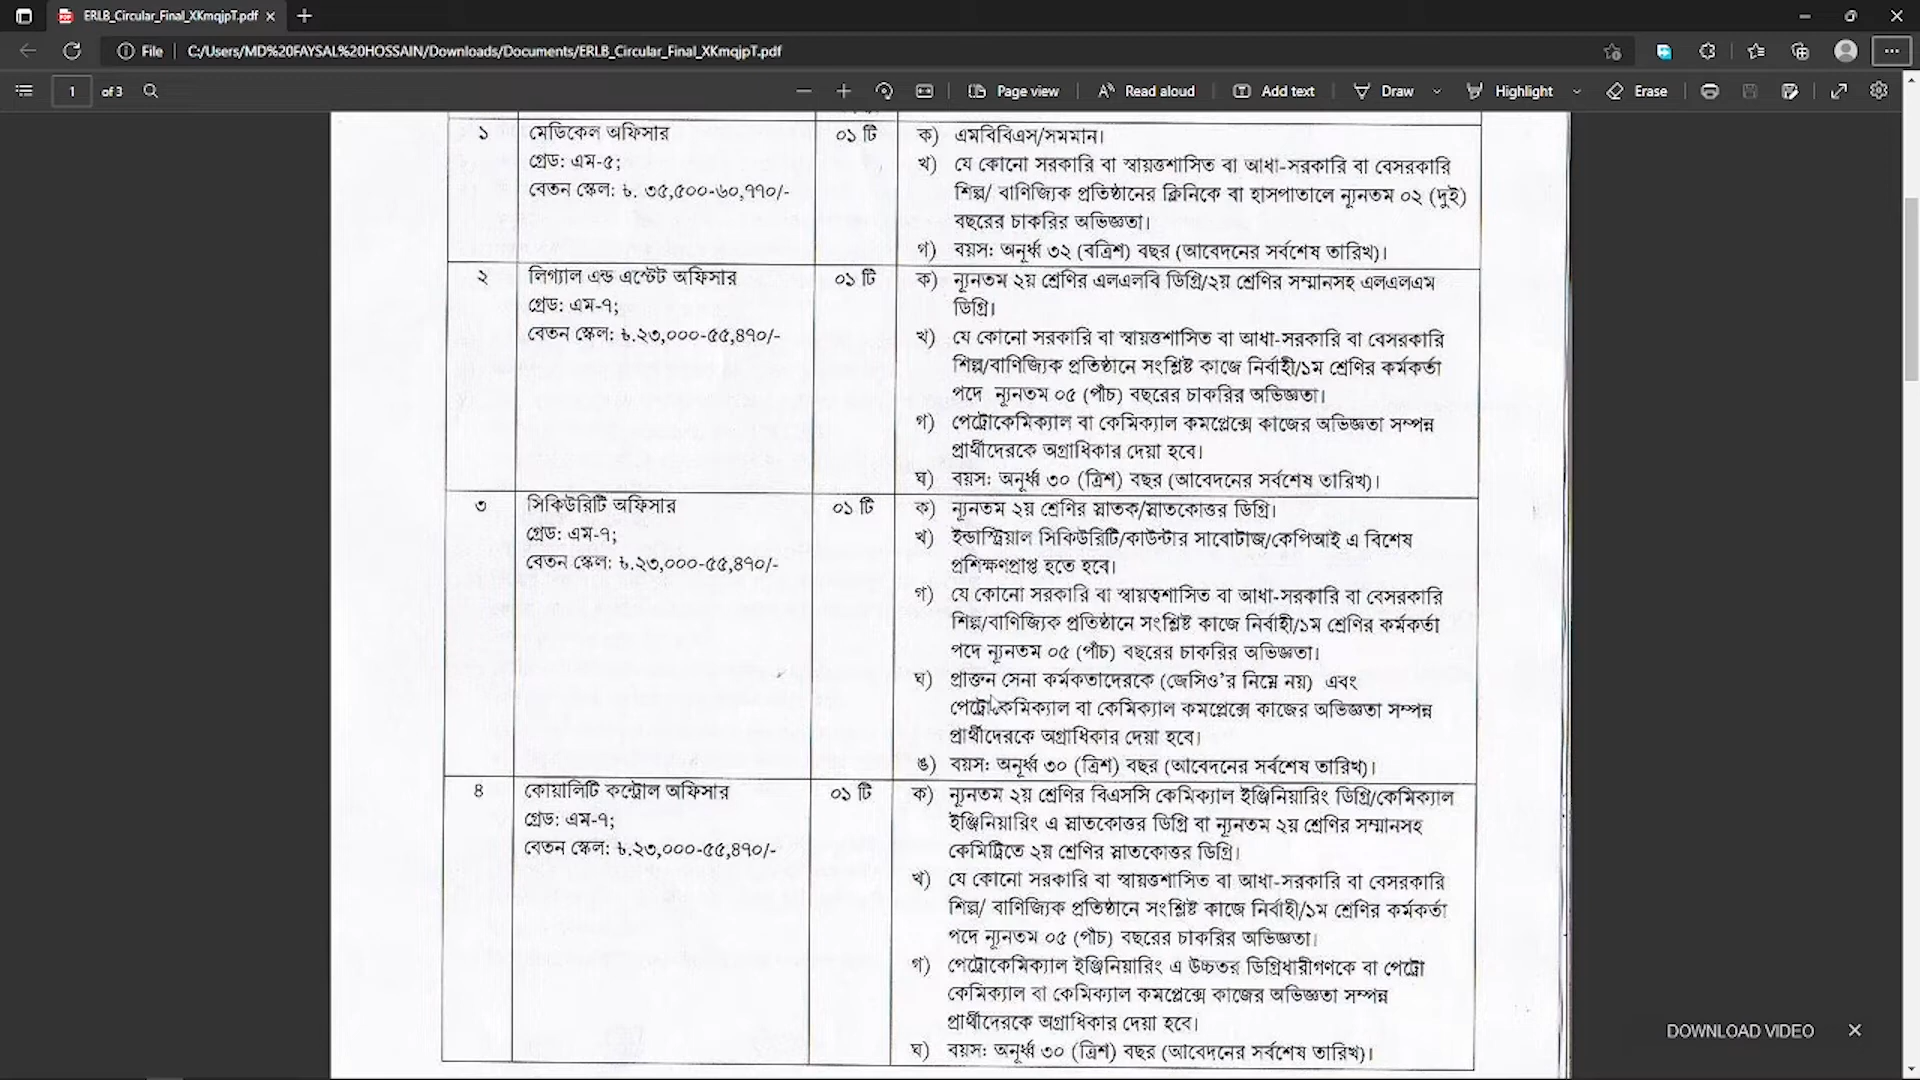 ERLB_Circular_Final_XKmqjpT.pdf
File
C:/Users/MD%20FAYSAL%20HOSSAIN/Downloads/Documents/ERLB_Circular_Final_XKmqjpT.pdf
1 of 3
Page view
Read aloud
Add text
Draw
Highlight
Erase
১
মেডিকেল অফিসার
গ্রেড: এম-৫;
বেতন স্কেল: ৳. ৩৫,৫০০-৬০,৭৭০/-
০১ টি
ক) এমবিবিএস/সমমান।
খ) যে কোনো সরকারি বা স্বায়ত্তশাসিত বা আধা-সরকারি বা বেসরকারি
শিল্প/ বাণিজ্যিক প্রতিষ্ঠানের ক্লিনিকে বা হাসপাতালে ন্যূনতম ০২ (দুই)
বছরের চাকরির অভিজ্ঞতা।
গ) বয়স: অনূর্ধ্ব ৩২ (বত্রিশ) বছর (আবেদনের সর্বশেষ তারিখ)।
২
লিগ্যাল এন্ড এস্টেট অফিসার
গ্রেড: এম-৭;
বেতন স্কেল: ৳.২৩,০০০-৫৫,৪৭০/-
০১ টি
ক) ন্যূনতম ২য় শ্রেণির এলএলবি ডিগ্রি/২য় শ্রেণির সম্মানসহ এলএলএম
ডিগ্রি।
খ) যে কোনো সরকারি বা স্বায়ত্তশাসিত বা আধা-সরকারি বা বেসরকারি
শিল্প/বাণিজ্যিক প্রতিষ্ঠানে সংশ্লিষ্ট কাজে নির্বাহী/১ম শ্রেণির কর্মকর্তা
পদে ন্যূনতম ০৫ (পাঁচ) বছরের চাকরির অভিজ্ঞতা।
গ) পেট্রোকেমিক্যাল বা কেমিক্যাল কমপ্লেক্সে কাজের অভিজ্ঞতা সম্পন্ন
প্রার্থীদেরকে অগ্রাধিকার দেয়া হবে।
ঘ) বয়স: অনূর্ধ্ব ৩০ (ত্রিশ) বছর (আবেদনের সর্বশেষ তারিখ)।
৩
সিকিউরিটি অফিসার
গ্রেড: এম-৭;
বেতন স্কেল: ৳.২৩,০০০-৫৫,৪৭০/-
০১ টি
ক) ন্যূনতম ২য় শ্রেণির স্নাতক/স্নাতকোত্তর ডিগ্রি।
খ) ইন্ডাস্ট্রিয়াল সিকিউরিটি/কাউন্টার সাবোটাজ/কেপিআই এ বিশেষ
প্রশিক্ষণপ্রাপ্ত হতে হবে।
গ) যে কোনো সরকারি বা স্বায়ত্বশাসিত বা আধা-সরকারি বা বেসরকারি
শিল্প/বাণিজ্যিক প্রতিষ্ঠানে সংশ্লিষ্ট কাজে নির্বাহী/১ম শ্রেণির কর্মকর্তা
পদে ন্যূনতম ০৫ (পাঁচ) বছরের চাকরির অভিজ্ঞতা।
ঘ) প্রাক্তন সেনা কর্মকতাদেরকে (জেসিও'র নিম্নে নয়) এবং
পেট্রোকেমিক্যাল বা কেমিক্যাল কমপ্লেক্সে কাজের অভিজ্ঞতা সম্পন্ন
প্রার্থীদেরকে অগ্রাধিকার দেয়া হবে।
ঙ) বয়স: অনূর্ধ্ব ৩০ (ত্রিশ) বছর (আবেদনের সর্বশেষ তারিখ)।
৪
কোয়ালিটি কন্ট্রোল অফিসার
গ্রেড: এম-৭;
বেতন স্কেল: ৳.২৩,০০০-৫৫,৪৭০/-
০১ টি
ক) ন্যূনতম ২য় শ্রেণির বিএসসি কেমিক্যাল ইঞ্জিনিয়ারিং ডিগ্রি/কেমিক্যাল
ইঞ্জিনিয়ারিং এ স্নাতকোত্তর ডিগ্রি বা ন্যূনতম ২য় শ্রেণির সম্মানসহ
কেমিট্রিতে ২য় শ্রেণির স্নাতকোত্তর ডিগ্রি।
খ) যে কোনো সরকারি বা স্বায়ত্তশাসিত বা আধা-সরকারি বা বেসরকারি
শিল্প/ বাণিজ্যিক প্রতিষ্ঠানে সংশ্লিষ্ট কাজে নির্বাহী/১ম শ্রেণির কর্মকর্তা
পদে ন্যূনতম ০৫ (পাঁচ) বছরের চাকরির অভিজ্ঞতা।
গ) পেট্রোকেমিক্যাল ইঞ্জিনিয়ারিং এ উচ্চতর ডিগ্রিধারীগণকে বা পেট্রো
কেমিক্যাল বা কেমিক্যাল কমপ্লেক্সে কাজের অভিজ্ঞতা সম্পন্ন
প্রার্থীদেরকে অগ্রাধিকার দেয়া হবে।
ঘ) বয়স: অনূর্ধ্ব ৩০ (ত্রিশ) বছর (আবেদনের সর্বশেষ তারিখ)।
DOWNLOAD VIDEO